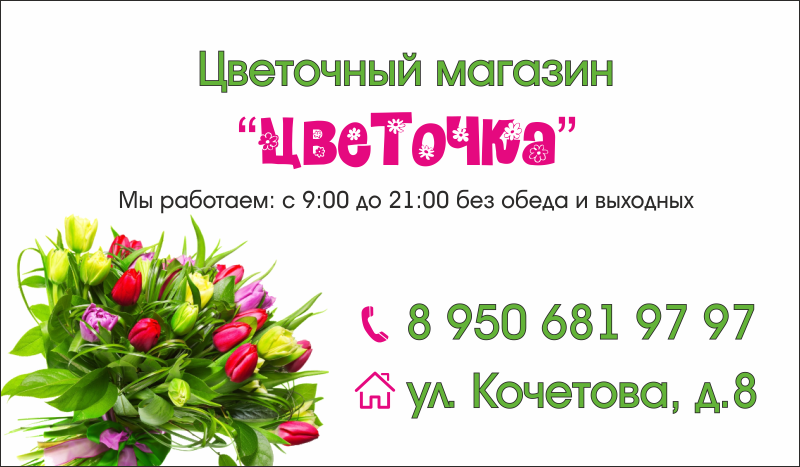 Цветочный магазин
“ЦвеТочка”
Мы работаем: с 9:00 до 21:00 без обеда и выходных
8 950 681 97 97
ул. Кочетова, д.8